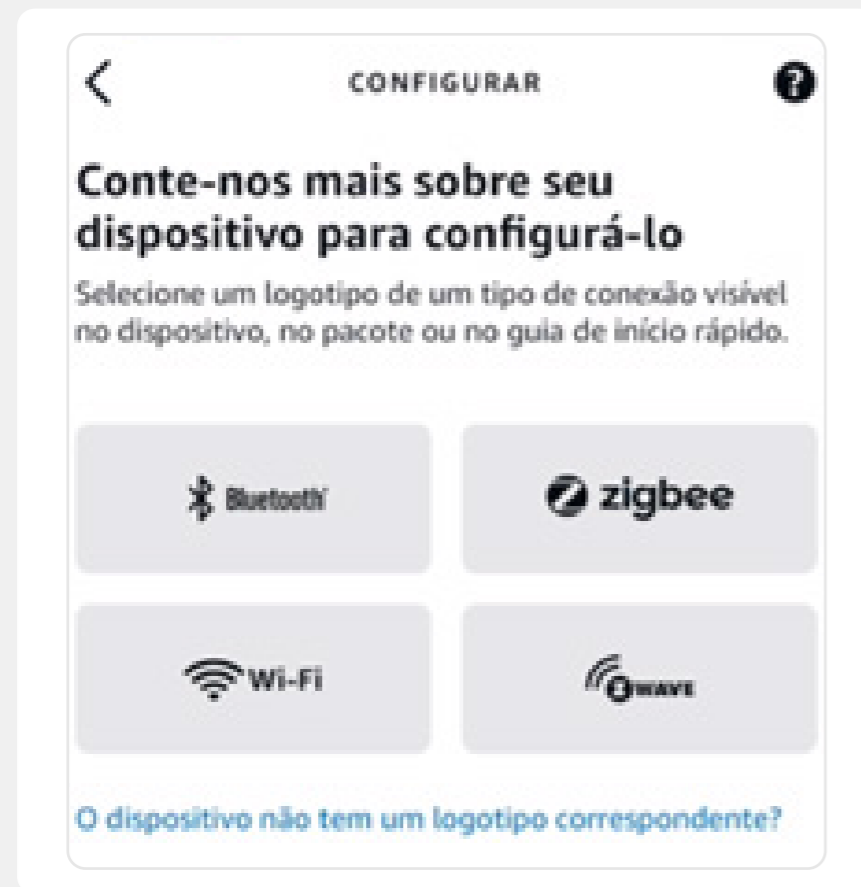 CONFIGURAR
Conte-nos mais sobre seu
dispositivo para configurá-lo
Selecione um logotipo de um tipo de conexão visível
no dispositivo, no pacote ou no guia de início rápido.
Bluetooth
zigbee
Wi-Fi
Z WAVE
O dispositivo não tem um logotipo correspondente?